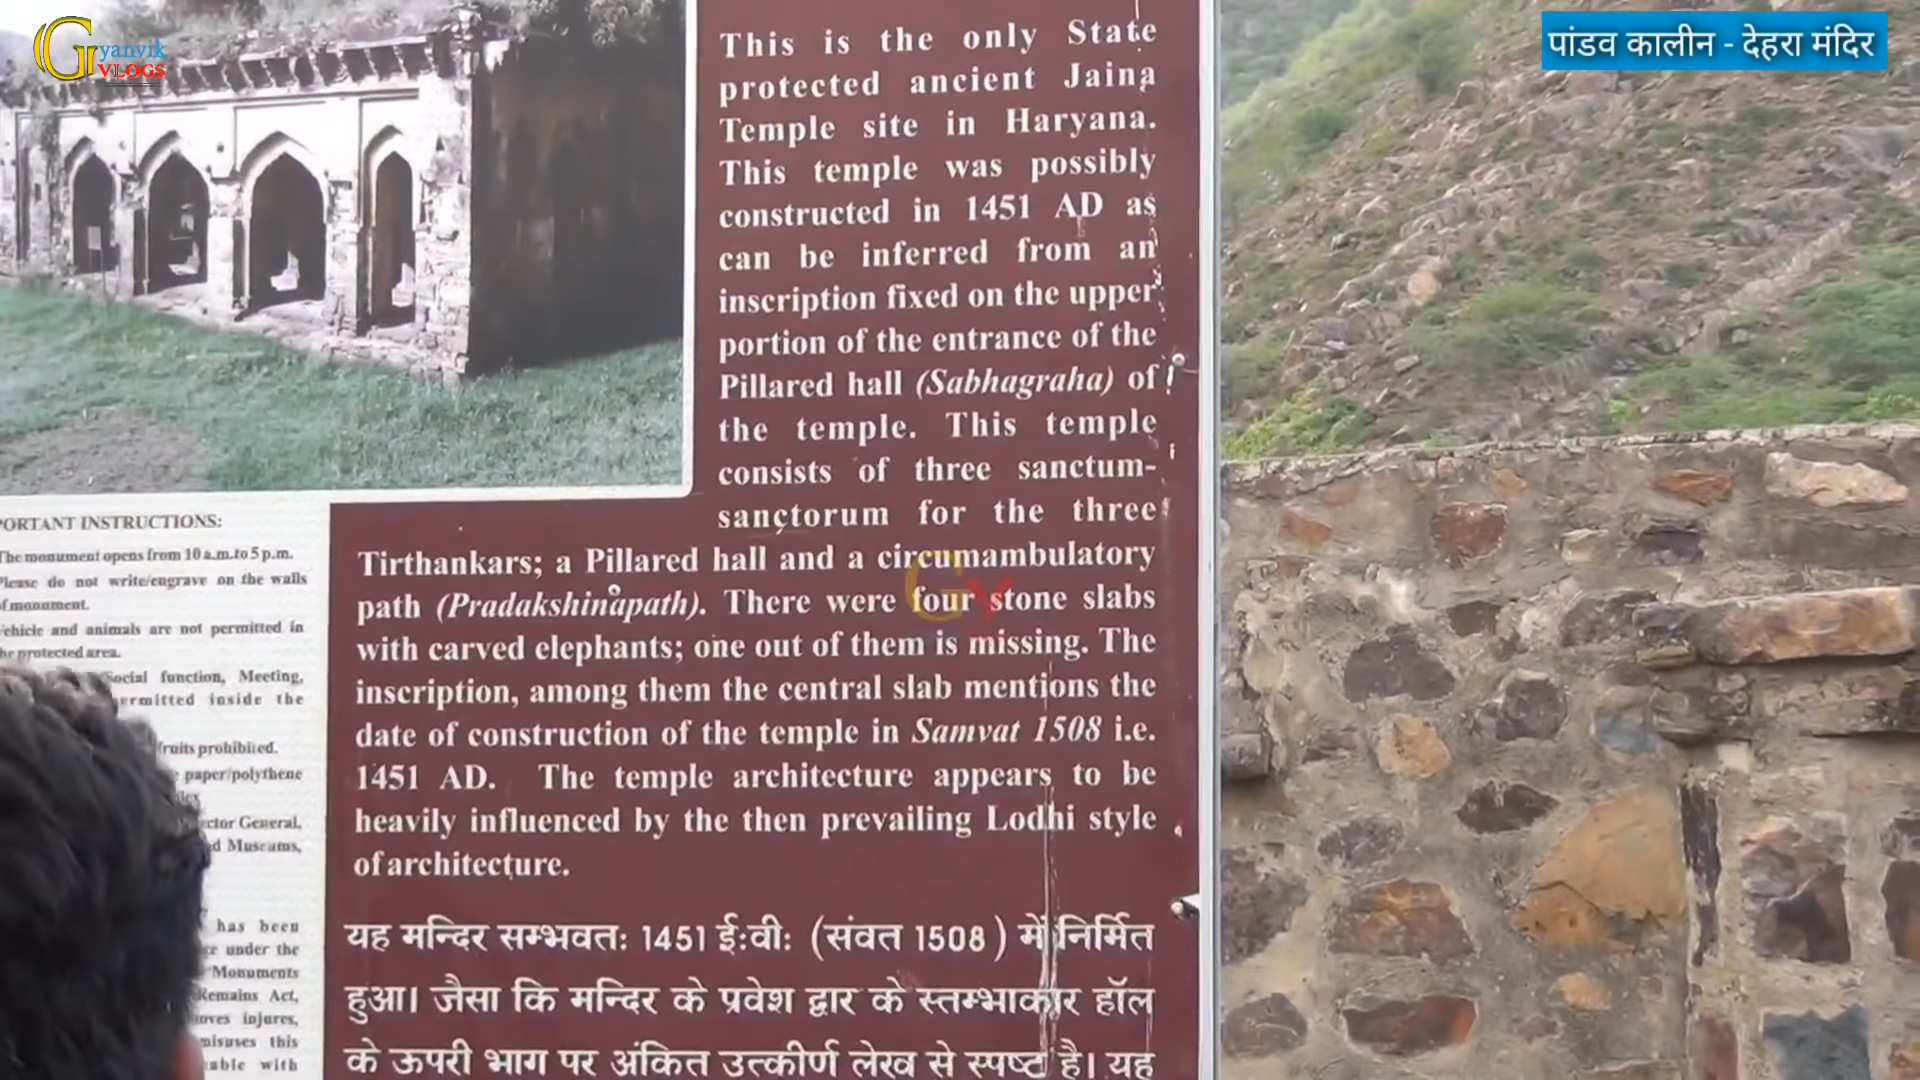 Gyanvik
VLOGS
पांडव कालीन - देहरा मंदिर
This is the only State
protected ancient Jaina
Temple site in Haryana.
This temple was possibly
constructed in 1451 AD as
can be inferred from an
inscription fixed on the upper
portion of the entrance of the
Pillared hall (Sabhagraha) of
the temple. This temple
consists of three sanctum-
sanctorum for the three
Tirthankars; a Pillared hall and a circumambulatory
path (Pradakshinapath). There were four stone slabs
with carved elephants; one out of them is missing. The
inscription, among them the central slab mentions the
date of construction of the temple in Samvat 1508 i.e.
1451 AD. The temple architecture appears to be
heavily influenced by the then prevailing Lodhi style
of architecture.
यह मन्दिर सम्भवतः 1451 ई:वी: (संवत 1508) में निर्मित
हुआ। जैसा कि मन्दिर के प्रवेश द्वार के स्तम्भाकार हॉल
के ऊपरी भाग पर अंकित उत्कीर्ण लेख से स्पष्ट है। यह
GY
PORTANT INSTRUCTIONS:
The monument opens from 10 a.m.to 5 p.m.
Please do not write/engrave on the walls
of monument.
Vehicle and animals are not permitted in
the protected area.
Social function, Meeting,
permitted inside the
fruits prohibited.
paper/polythene
ctor General,
d Museums,
has been
under the
Monuments
Remains Act,
injures,
misuses this
able with